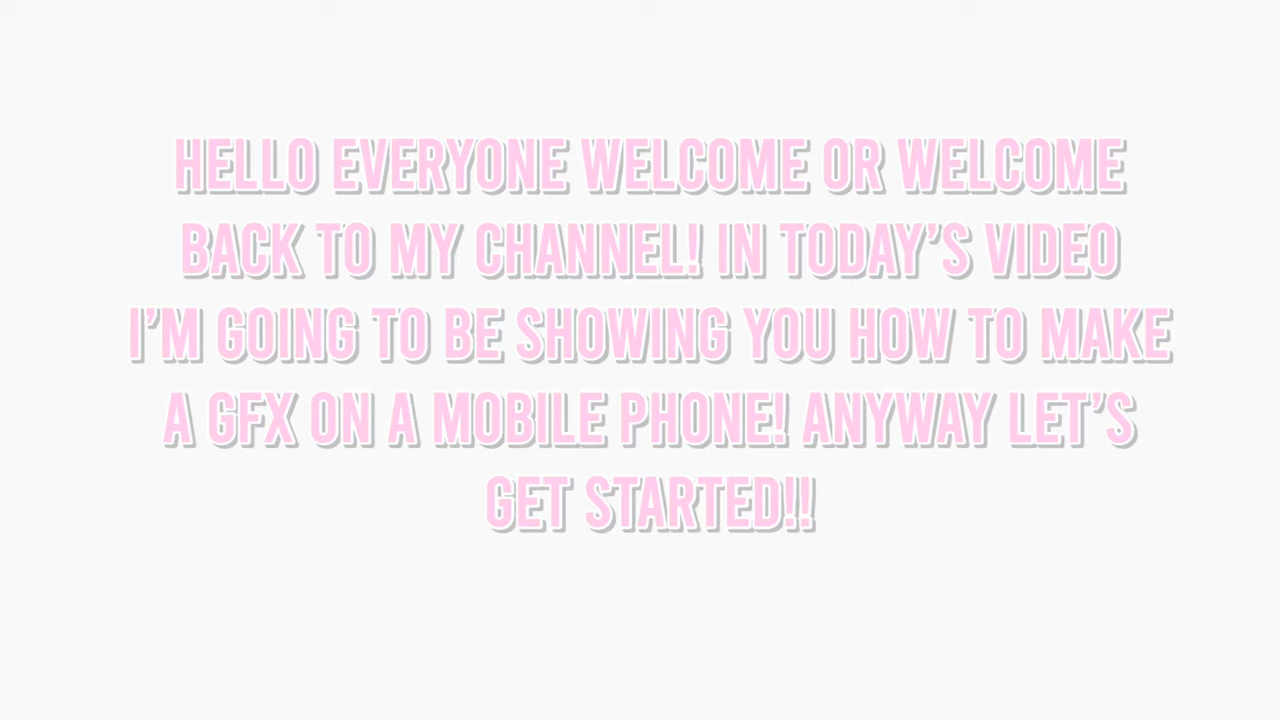 HELLO EVERYONE WELCOME OR WELCOME
BACK TO MY CHANNEL! IN TODAY’S VIDEO
I’M GOING TO BE SHOWING YOU HOW TO MAKE
A GFX ON A MOBILE PHONE! ANYWAY LET’S
GET STARTED!!